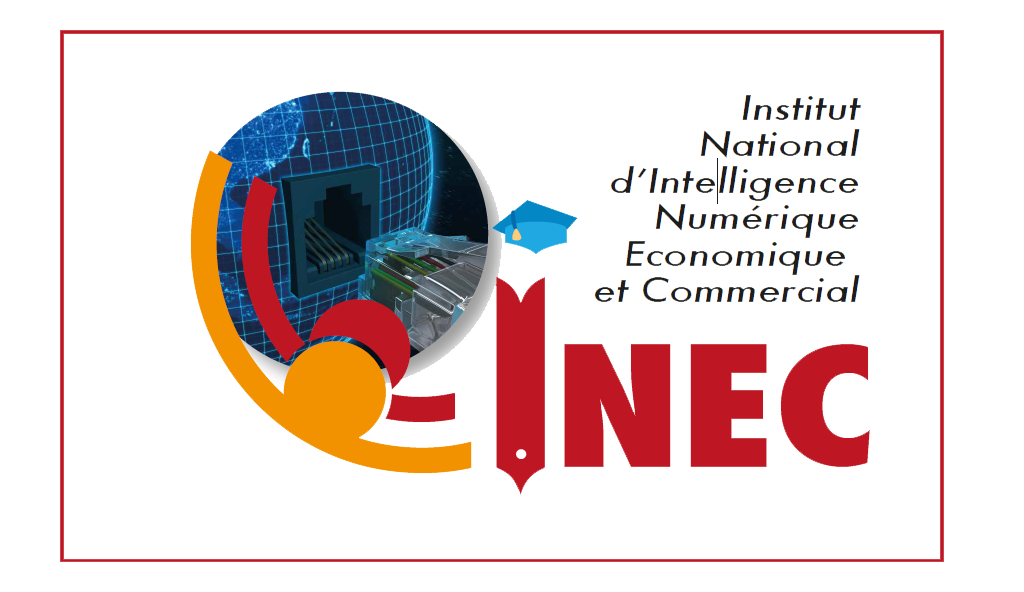 Institut
National
d'Intelligence
Numérique
Economique
et Commercial
INEC